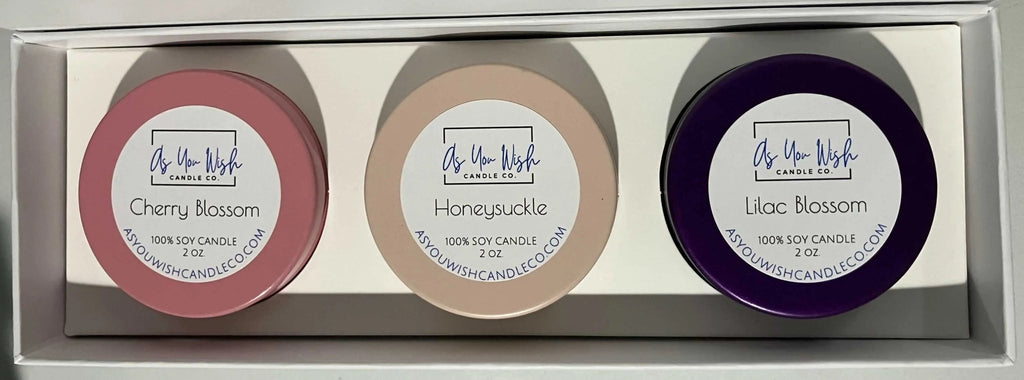 As You Wish
CANDLE CO.
Cherry Blossom
100% SOY CANDLE
2 OZ
ASYOUWISHCANDLECO.COM
As You Wish
CANDLE CO.
Honeysuckle
100% SOY CANDLE
2 OZ
ASYOUWISHCANDLECO.COM
As You Wish
CANDLE CO.
Lilac Blossom
100% SOY CANDLE
2 OZ
ASYOUWISHCANDLECO.COM